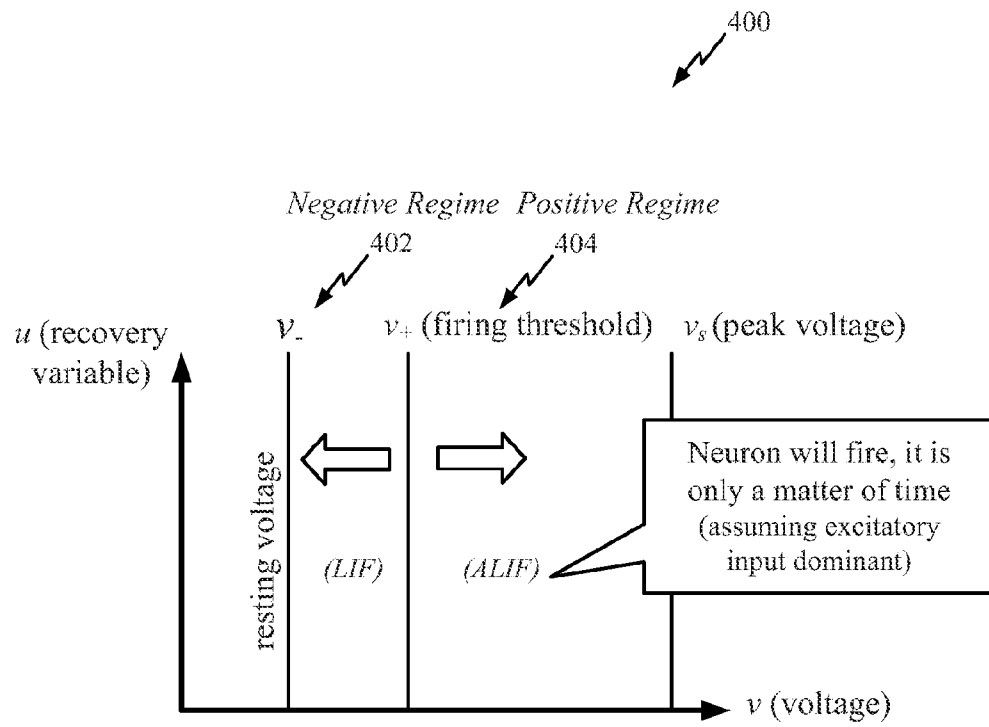 400
Negative Regime Positive Regime
402
404
u (recovery
variable)
v-
v+ (firing threshold)
vs (peak voltage)
resting voltage
(LIF)
(ALIF)
Neuron will fire, it is
only a matter of time
(assuming excitatory
input dominant)
v (voltage)